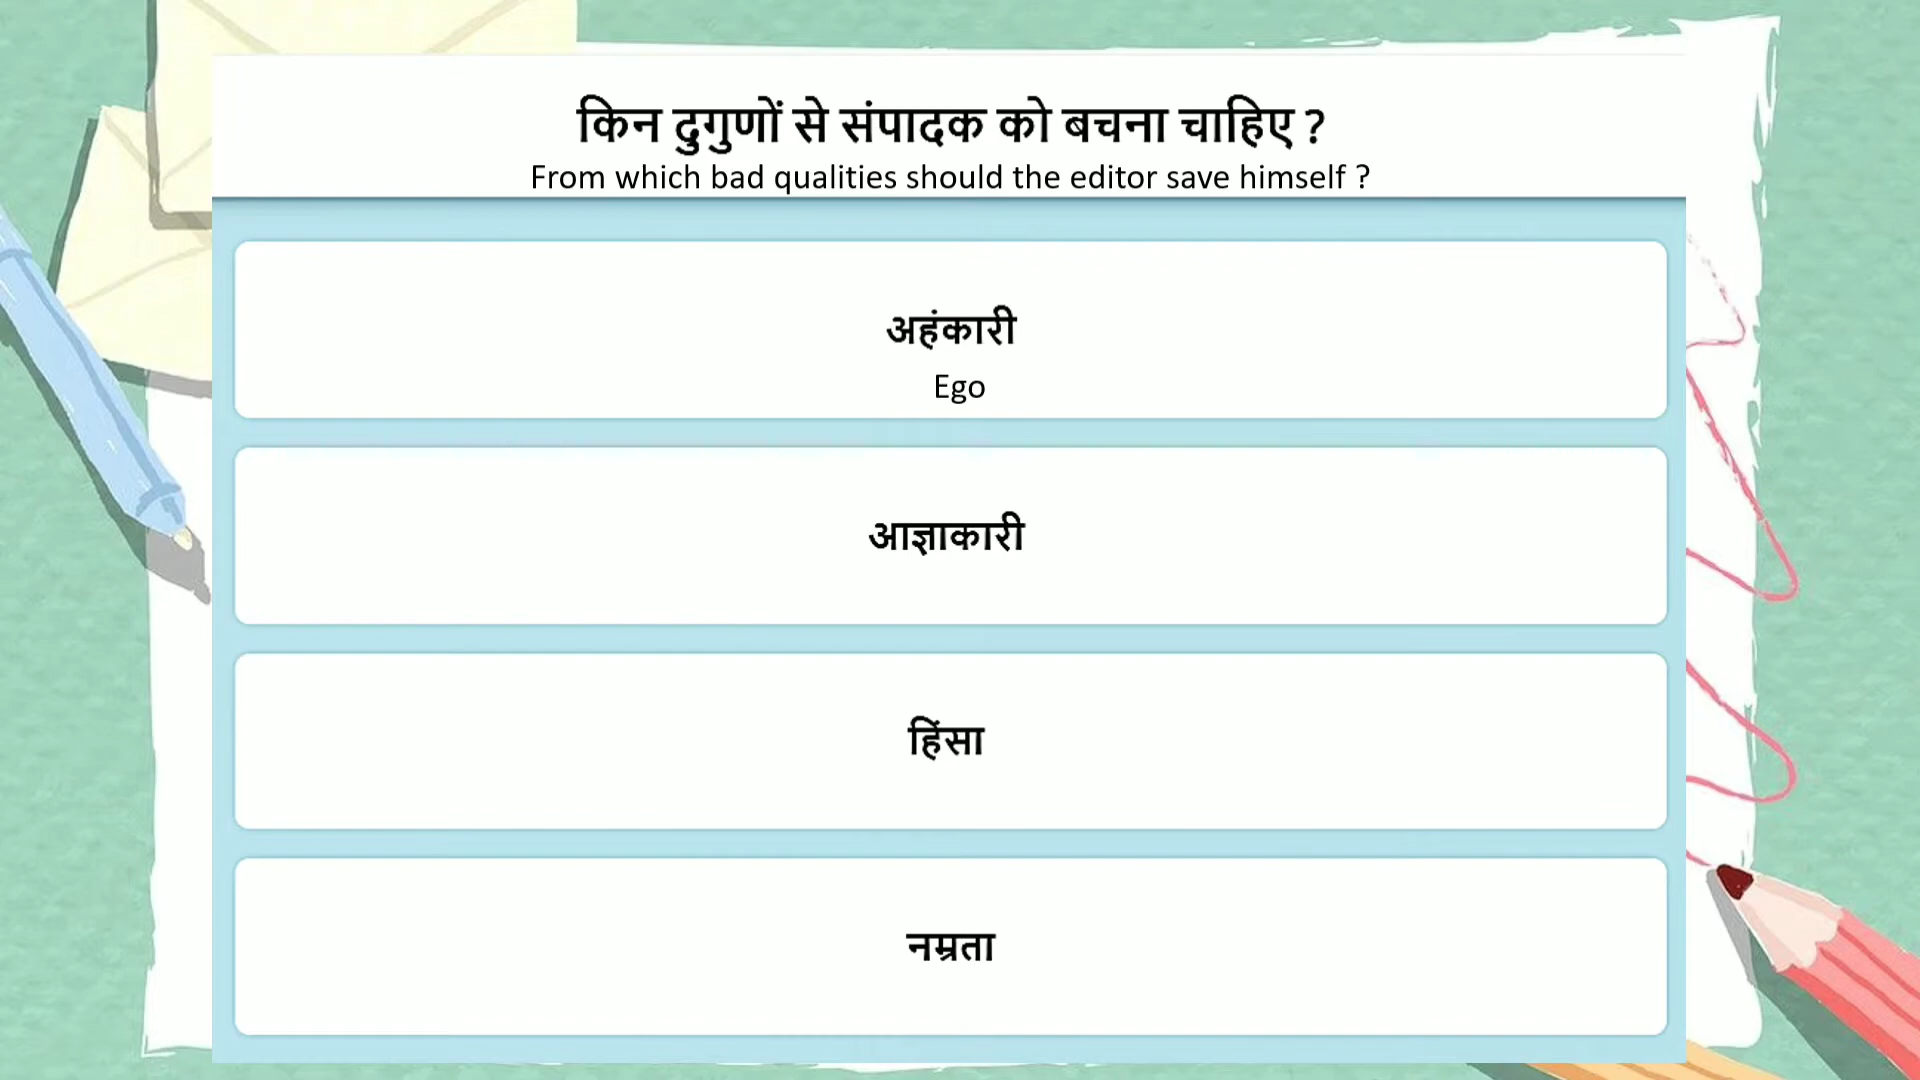 किन दुगुणों से संपादक को बचना चाहिए ?
From which bad qualities should the editor save himself ?
अहंकारी
Ego
आज्ञाकारी
हिंसा
नम्रता